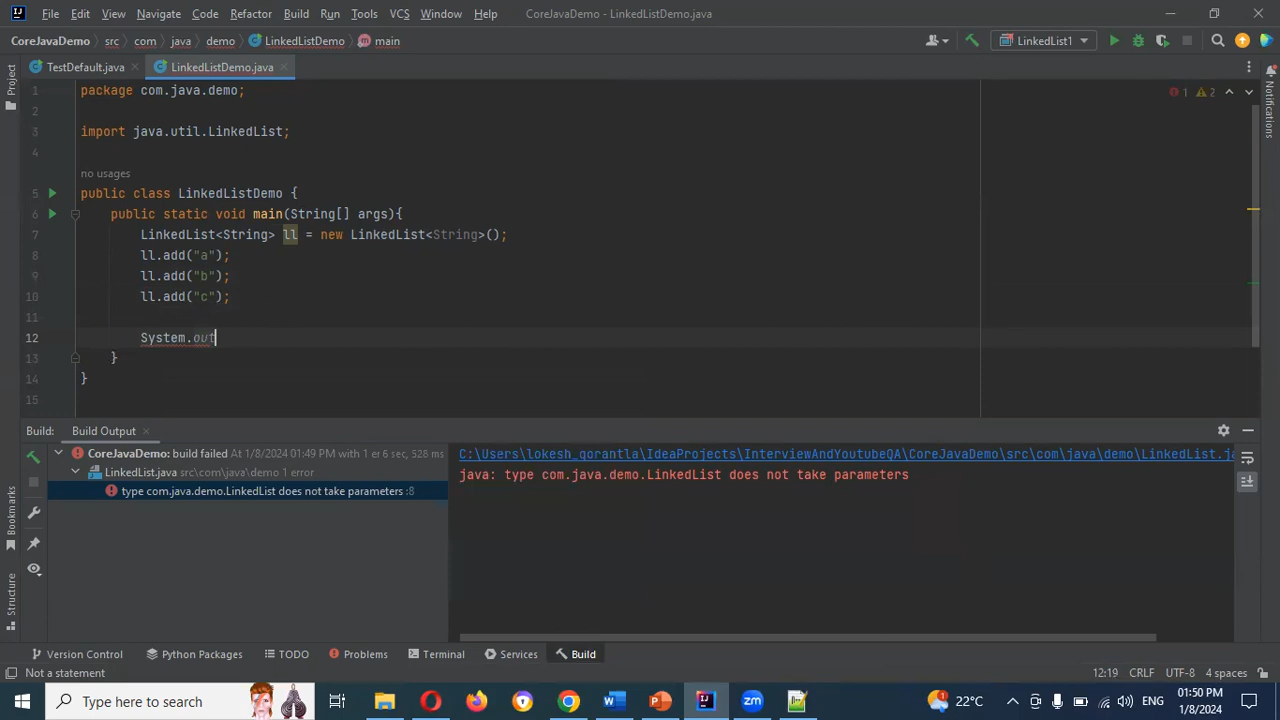 File Edit View Navigate Code Refactor Build Run Tools VCS Window Help CoreJavaDemo - LinkedListDemo.java
CoreJavaDemo src com java demo LinkedListDemo main LinkedList1
Project
TestDefault.java LinkedListDemo.java
Notifications
1 package com.java.demo; 1 2
2
3 import java.util.LinkedList;
4
no usages
5 public class LinkedListDemo {
6 public static void main(String[] args){
7 LinkedList<String> ll = new LinkedList<String>();
8 ll.add("a");
9 ll.add("b");
10 ll.add("c");
11
12 System.out
13 }
14 }
15
Build: Build Output
CoreJavaDemo: build failed At 1/8/2024 01:49 PM with 1 er 6 sec, 528 ms
C:\Users\lokesh_gorantla\IdeaProjects\InterviewAndYoutubeQA\CoreJavaDemo\src\com\java\demo\LinkedList.j
LinkedList.java src\com\java\demo 1 error
java: type com.java.demo.LinkedList does not take parameters
type com.java.demo.LinkedList does not take parameters :8
Bookmarks
Structure
Version Control Python Packages TODO Problems Terminal Services Build
Not a statement 12:19 CRLF UTF-8 4 spaces
Type here to search W P zm 1 22°C ENG 01:50 PM
1/8/2024